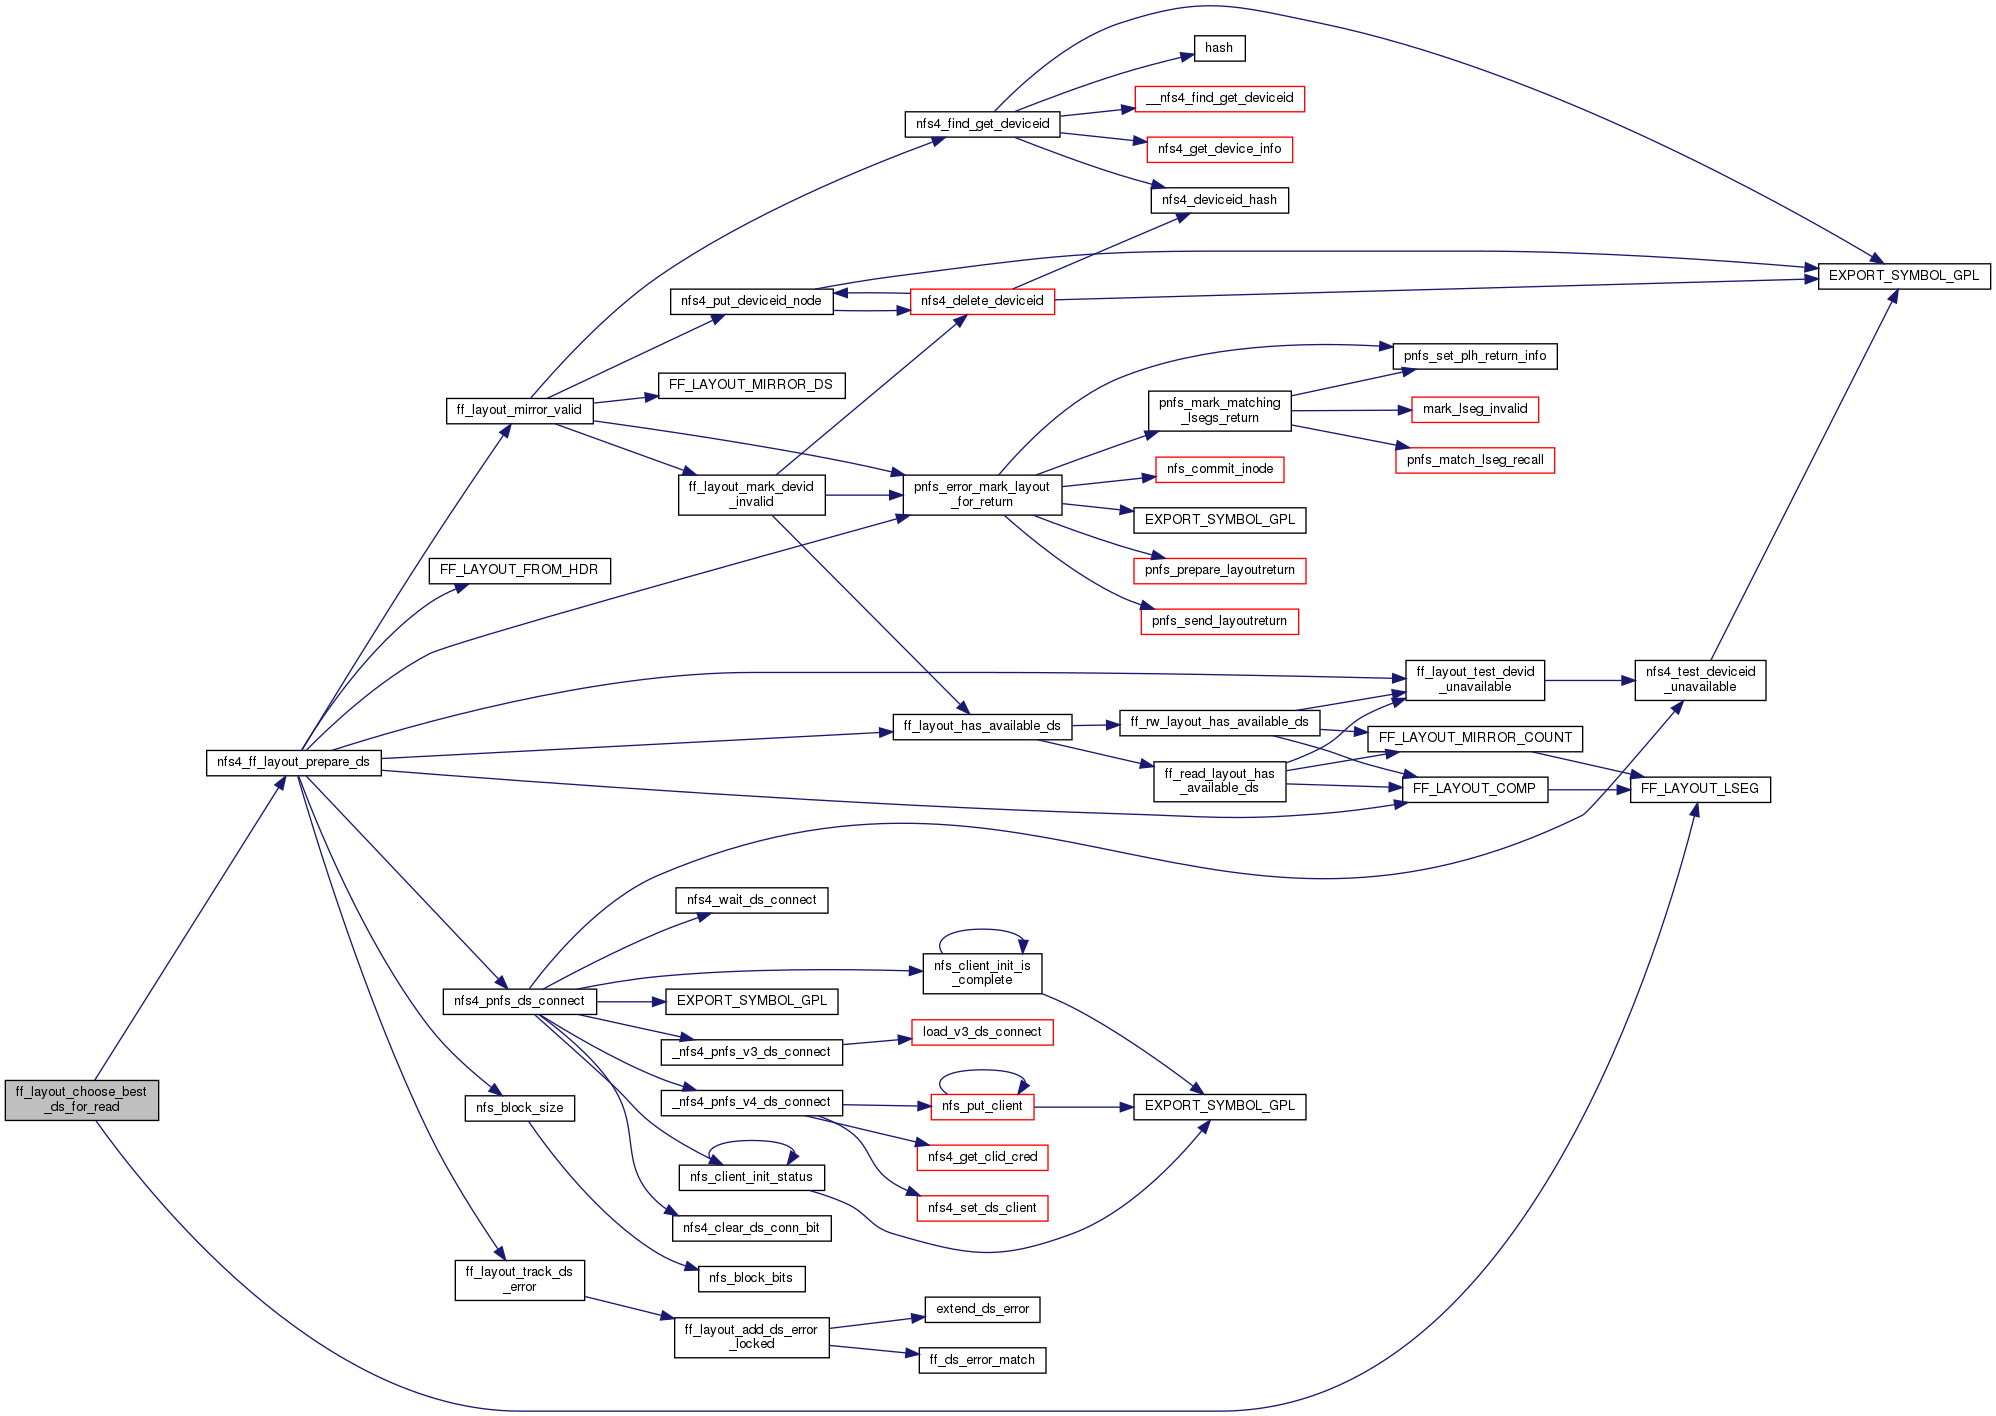 hash
__nfs4_find_get_deviceid
nfs4_find_get_deviceid
nfs4_get_device_info
nfs4_deviceid_hash
EXPORT_SYMBOL_GPL
nfs4_put_deviceid_node
nfs4_delete_deviceid
pnfs_set_plh_return_info
FF_LAYOUT_MIRROR_DS
ff_layout_mirror_valid
pnfs_mark_matching
_lsegs_return
mark_lseg_invalid
pnfs_match_lseg_recall
nfs_commit_inode
ff_layout_mark_devid
_invalid
pnfs_error_mark_layout
_for_return
EXPORT_SYMBOL_GPL
FF_LAYOUT_FROM_HDR
pnfs_prepare_layoutreturn
pnfs_send_layoutreturn
ff_layout_test_devid
_unavailable
nfs4_test_deviceid
_unavailable
ff_layout_has_available_ds
ff_rw_layout_has_available_ds
FF_LAYOUT_MIRROR_COUNT
nfs4_ff_layout_prepare_ds
ff_read_layout_has
_available_ds
FF_LAYOUT_COMP
FF_LAYOUT_LSEG
nfs4_wait_ds_connect
nfs_client_init_is
_complete
nfs4_pnfs_ds_connect
EXPORT_SYMBOL_GPL
load_v3_ds_connect
_nfs4_pnfs_v3_ds_connect
ff_layout_choose_best
_ds_for_read
nfs_block_size
_nfs4_pnfs_v4_ds_connect
nfs_put_client
EXPORT_SYMBOL_GPL
nfs4_get_clid_cred
nfs_client_init_status
nfs4_set_ds_client
nfs4_clear_ds_conn_bit
ff_layout_track_ds
_error
nfs_block_bits
extend_ds_error
ff_layout_add_ds_error
_locked
ff_ds_error_match